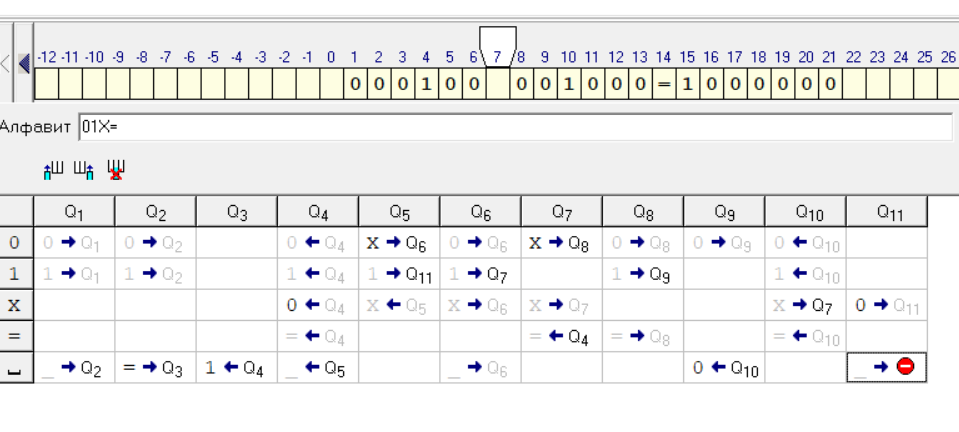 -12 -11 -10 -9 -8 -7 -6 -5 -4 -3 -2 -1 0 1 2 3 4 5 6 7 8 9 10 11 12 13 14 15 16 17 18 19 20 21 22 23 24 25 26
0 0 0 1 0 0 0 0 1 0 0 0 = 1 0 0 0 0 0 0
Алфавит 01X=
Q1 Q2 Q3 Q4 Q5 Q6 Q7 Q8 Q9 Q10 Q11
0 0 → Q1 0 → Q2 0 ← Q4 X → Q6 0 → Q6 X → Q8 0 → Q8 0 → Q9 0 ← Q10
1 1 → Q1 1 → Q2 1 ← Q4 1 → Q11 1 → Q7 1 → Q9 1 ← Q10
X 0 ← Q4 X ← Q5 X → Q6 X → Q7 X → Q7 0 → Q11
= = ← Q4 = ← Q4 = → Q8 = ← Q10
_ _ → Q2 = → Q3 1 ← Q4 _ ← Q5 _ → Q6 0 ← Q10 _ →